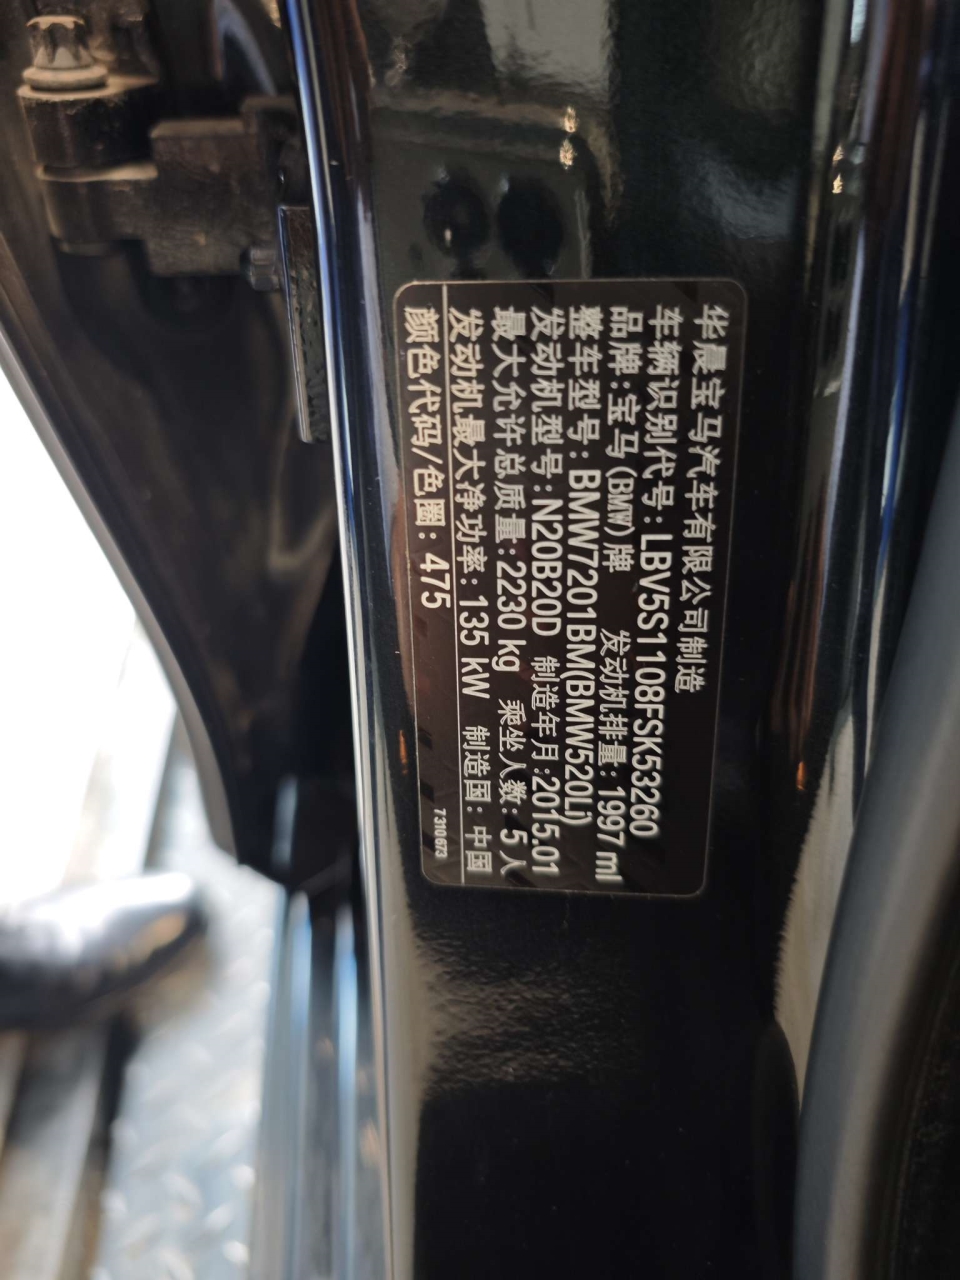 华晨宝马汽车有限公司制造
车辆识别代号:LBV5S1108FSK53260
品牌:宝马(BMW)牌 发动机排量:1997 ml
整车型号:BMW7201BM(BMW520Li)
发动机型号:N20B20D 制造年月:2015.01
最大允许总质量:2230 kg 乘坐人数:5人
发动机最大净功率:135 kW 制造国:中国
颜色代码/色圈:475 7310673